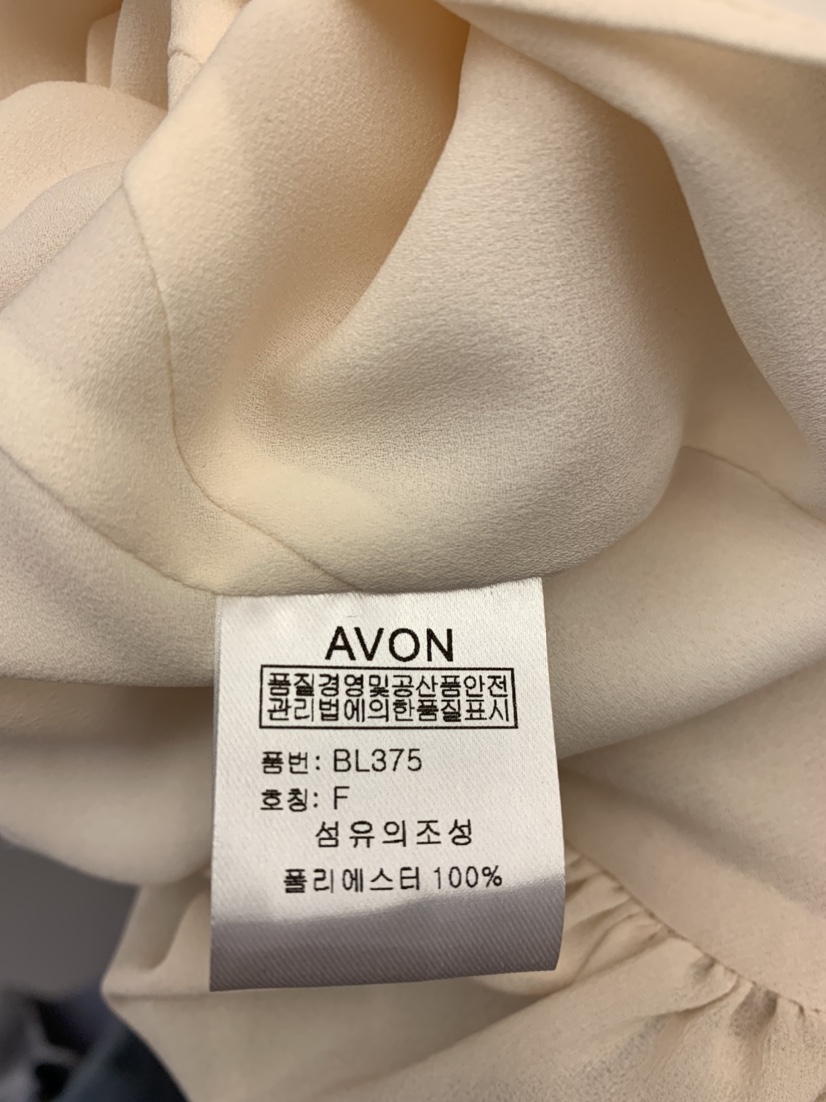 AVON
품질경영및공산품안전
관리법에의한품질표시
품번: BL375
호칭: F
섬유의조성
폴리에스터 100%